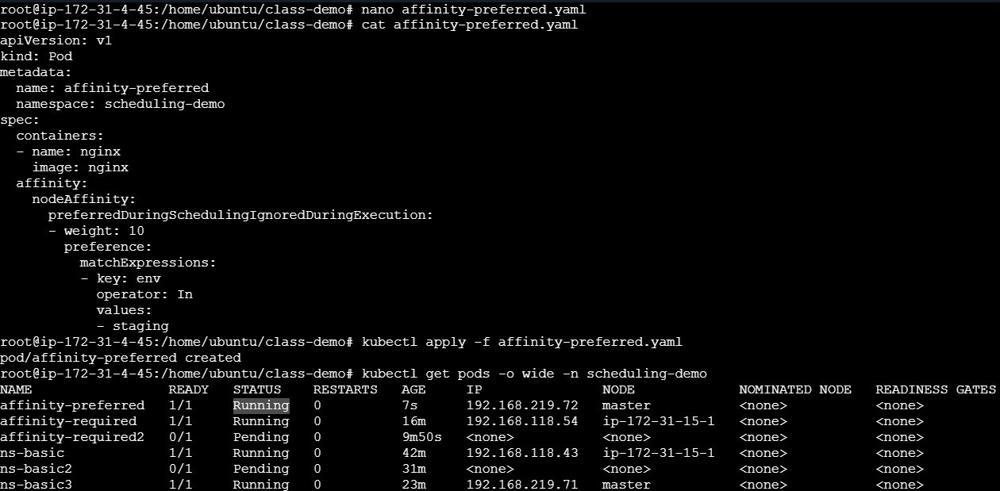 root@ip-172-31-4-45:/home/ubuntu/class-demo# nano affinity-preferred.yaml
root@ip-172-31-4-45:/home/ubuntu/class-demo# cat affinity-preferred.yaml
apiVersion: v1
kind: Pod
metadata:
  name: affinity-preferred
  namespace: scheduling-demo
spec:
  containers:
  - name: nginx
    image: nginx
  affinity:
    nodeAffinity:
      preferredDuringSchedulingIgnoredDuringExecution:
      - weight: 10
        preference:
          matchExpressions:
          - key: env
            operator: In
            values:
            - staging
root@ip-172-31-4-45:/home/ubuntu/class-demo# kubectl apply -f affinity-preferred.yaml
pod/affinity-preferred created
root@ip-172-31-4-45:/home/ubuntu/class-demo# kubectl get pods -o wide -n scheduling-demo
NAME                 READY   STATUS    RESTARTS   AGE     IP               NODE             NOMINATED NODE   READINESS GATES
affinity-preferred   1/1     Running   0          7s      192.168.219.72   master           <none>           <none>
affinity-required    1/1     Running   0          16m     192.168.118.54   ip-172-31-15-1   <none>           <none>
affinity-required2   0/1     Pending   0          9m50s   <none>           <none>           <none>           <none>
ns-basic             1/1     Running   0          42m     192.168.118.43   ip-172-31-15-1   <none>           <none>
ns-basic2            0/1     Pending   0          31m     <none>           <none>           <none>           <none>
ns-basic3            1/1     Running   0          23m     192.168.219.71   master           <none>           <none>